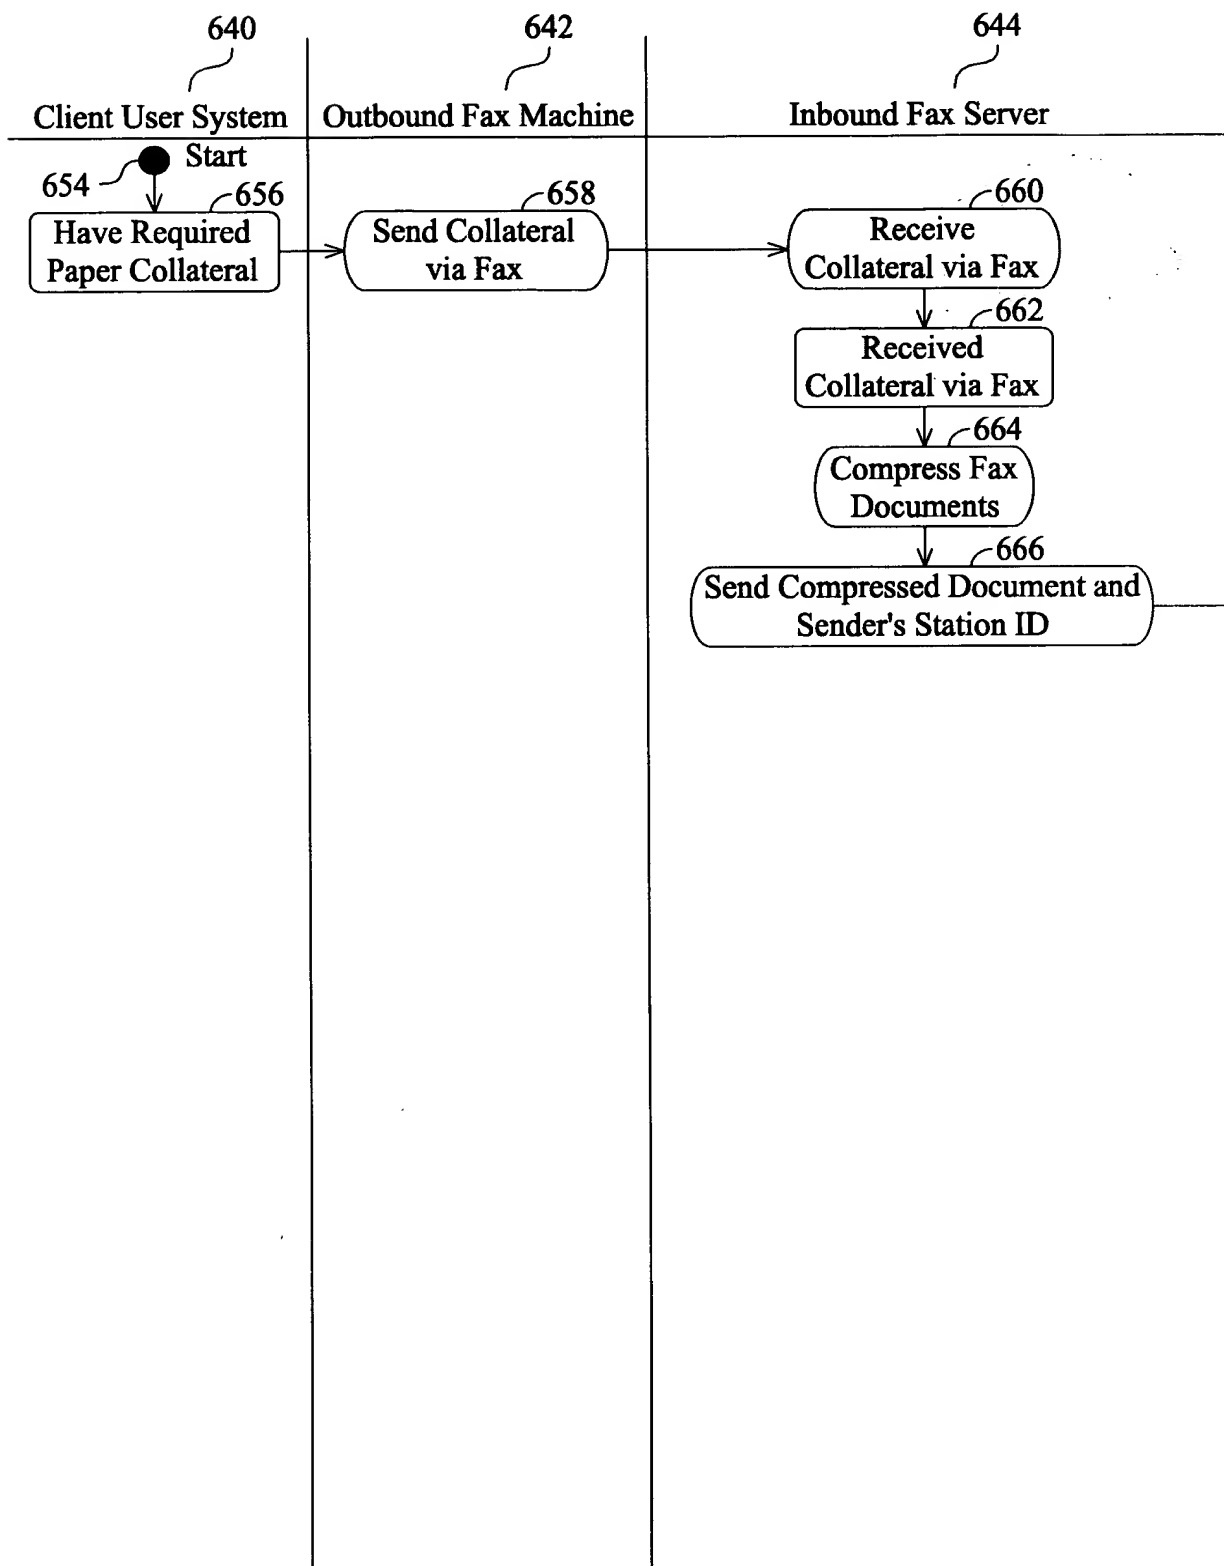 640
642
644
Client User System
Outbound Fax Machine
Inbound Fax Server
Start
654
656
Have Required
Paper Collateral
658
Send Collateral
via Fax
660
Receive
Collateral via Fax
662
Received
Collateral via Fax
664
Compress Fax
Documents
666
Send Compressed Document and
Sender's Station ID